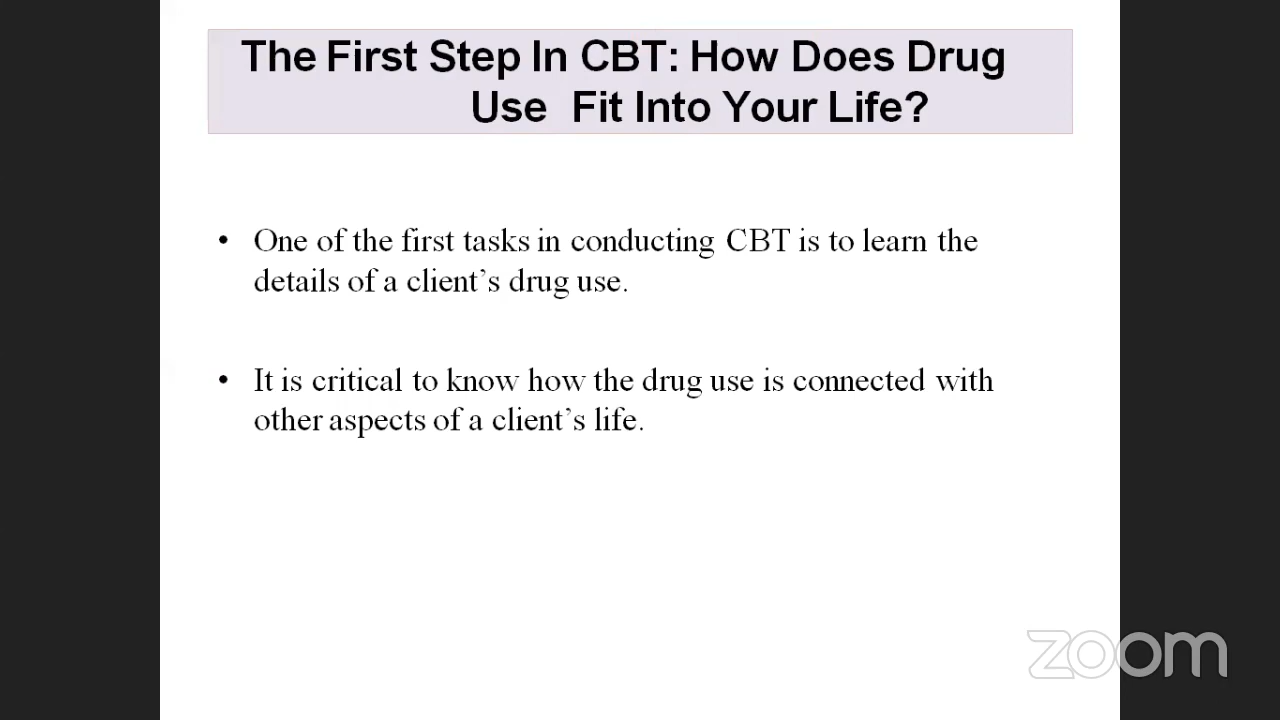 The First Step In CBT: How Does Drug
Use Fit Into Your Life?
• One of the first tasks in conducting CBT is to learn the
details of a client’s drug use.
• It is critical to know how the drug use is connected with
other aspects of a client’s life.
zoom